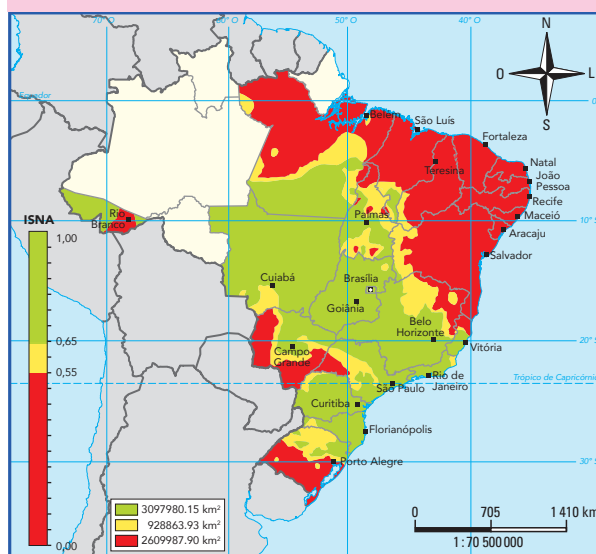 70° 60° 50° 40° O
N
O L
S
Equador
0°
Belém
São Luís
Fortaleza
Teresina
Natal
João
Pessoa
Recife
Maceió
Aracaju
Salvador
ISNA
1,00
0,65
0,55
0,00
Rio
Branco
Palmas
10° S
Cuiabá
Brasília
Goiânia
Belo
Horizonte
Vitória
20° S
Campo
Grande
Rio de
Janeiro
São Paulo
Trópico de Capricórnio
Curitiba
Florianópolis
Porto Alegre
30° S
3097980.15 km²
928863.93 km²
2609987.90 km²
0 705 1 410 km
1:70 500 000